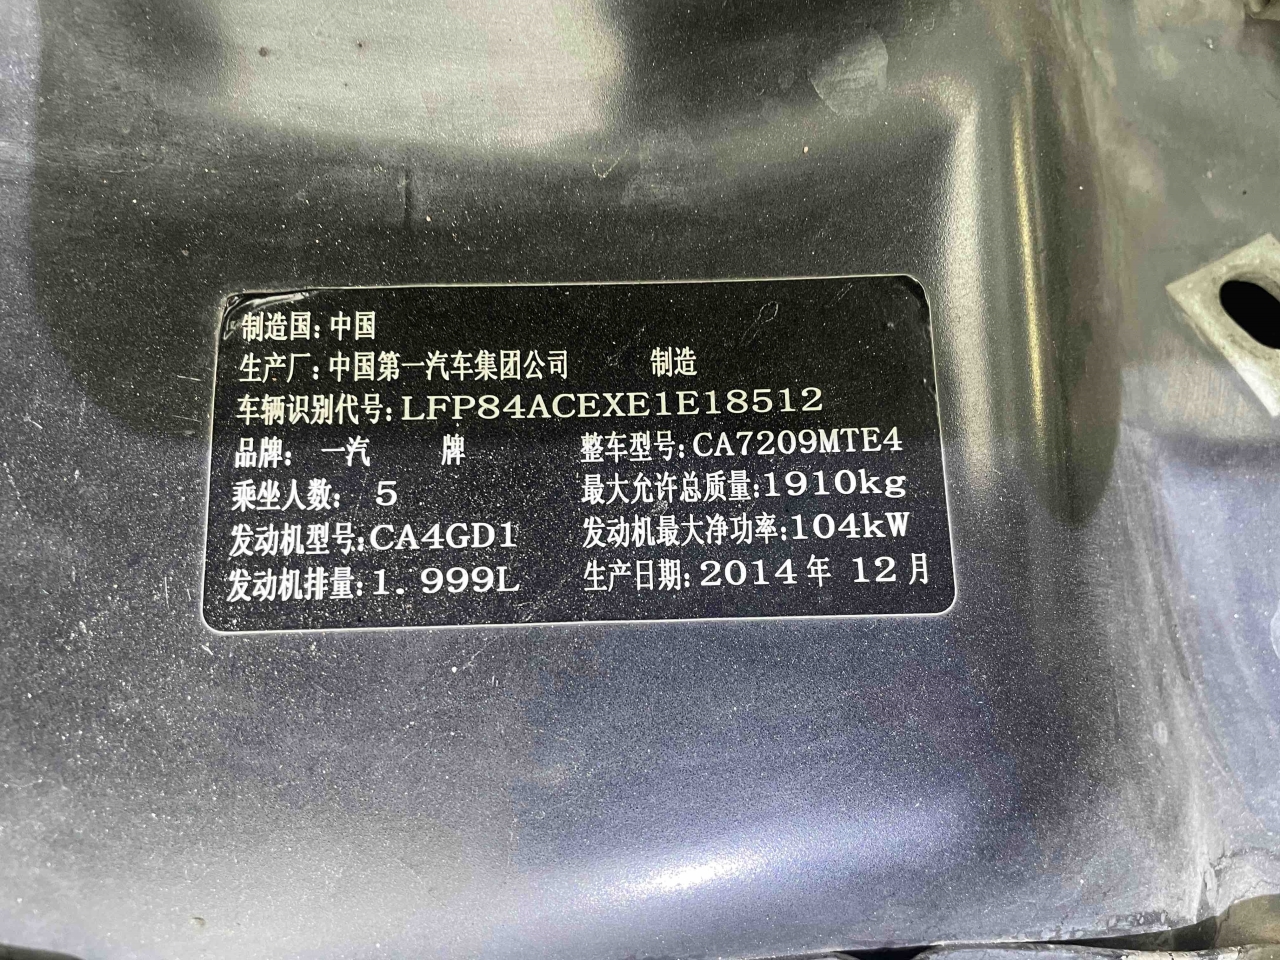 制造国: 中国
生产厂: 中国第一汽车集团公司 制造
车辆识别代号: LFP84ACEXE1E18512
品牌: 一汽 牌 整车型号: CA7209MTE4
乘坐人数: 5 最大允许总质量: 1910kg
发动机型号: CA4GD1 发动机最大净功率: 104kW
发动机排量: 1. 999L 生产日期: 2014年 12月